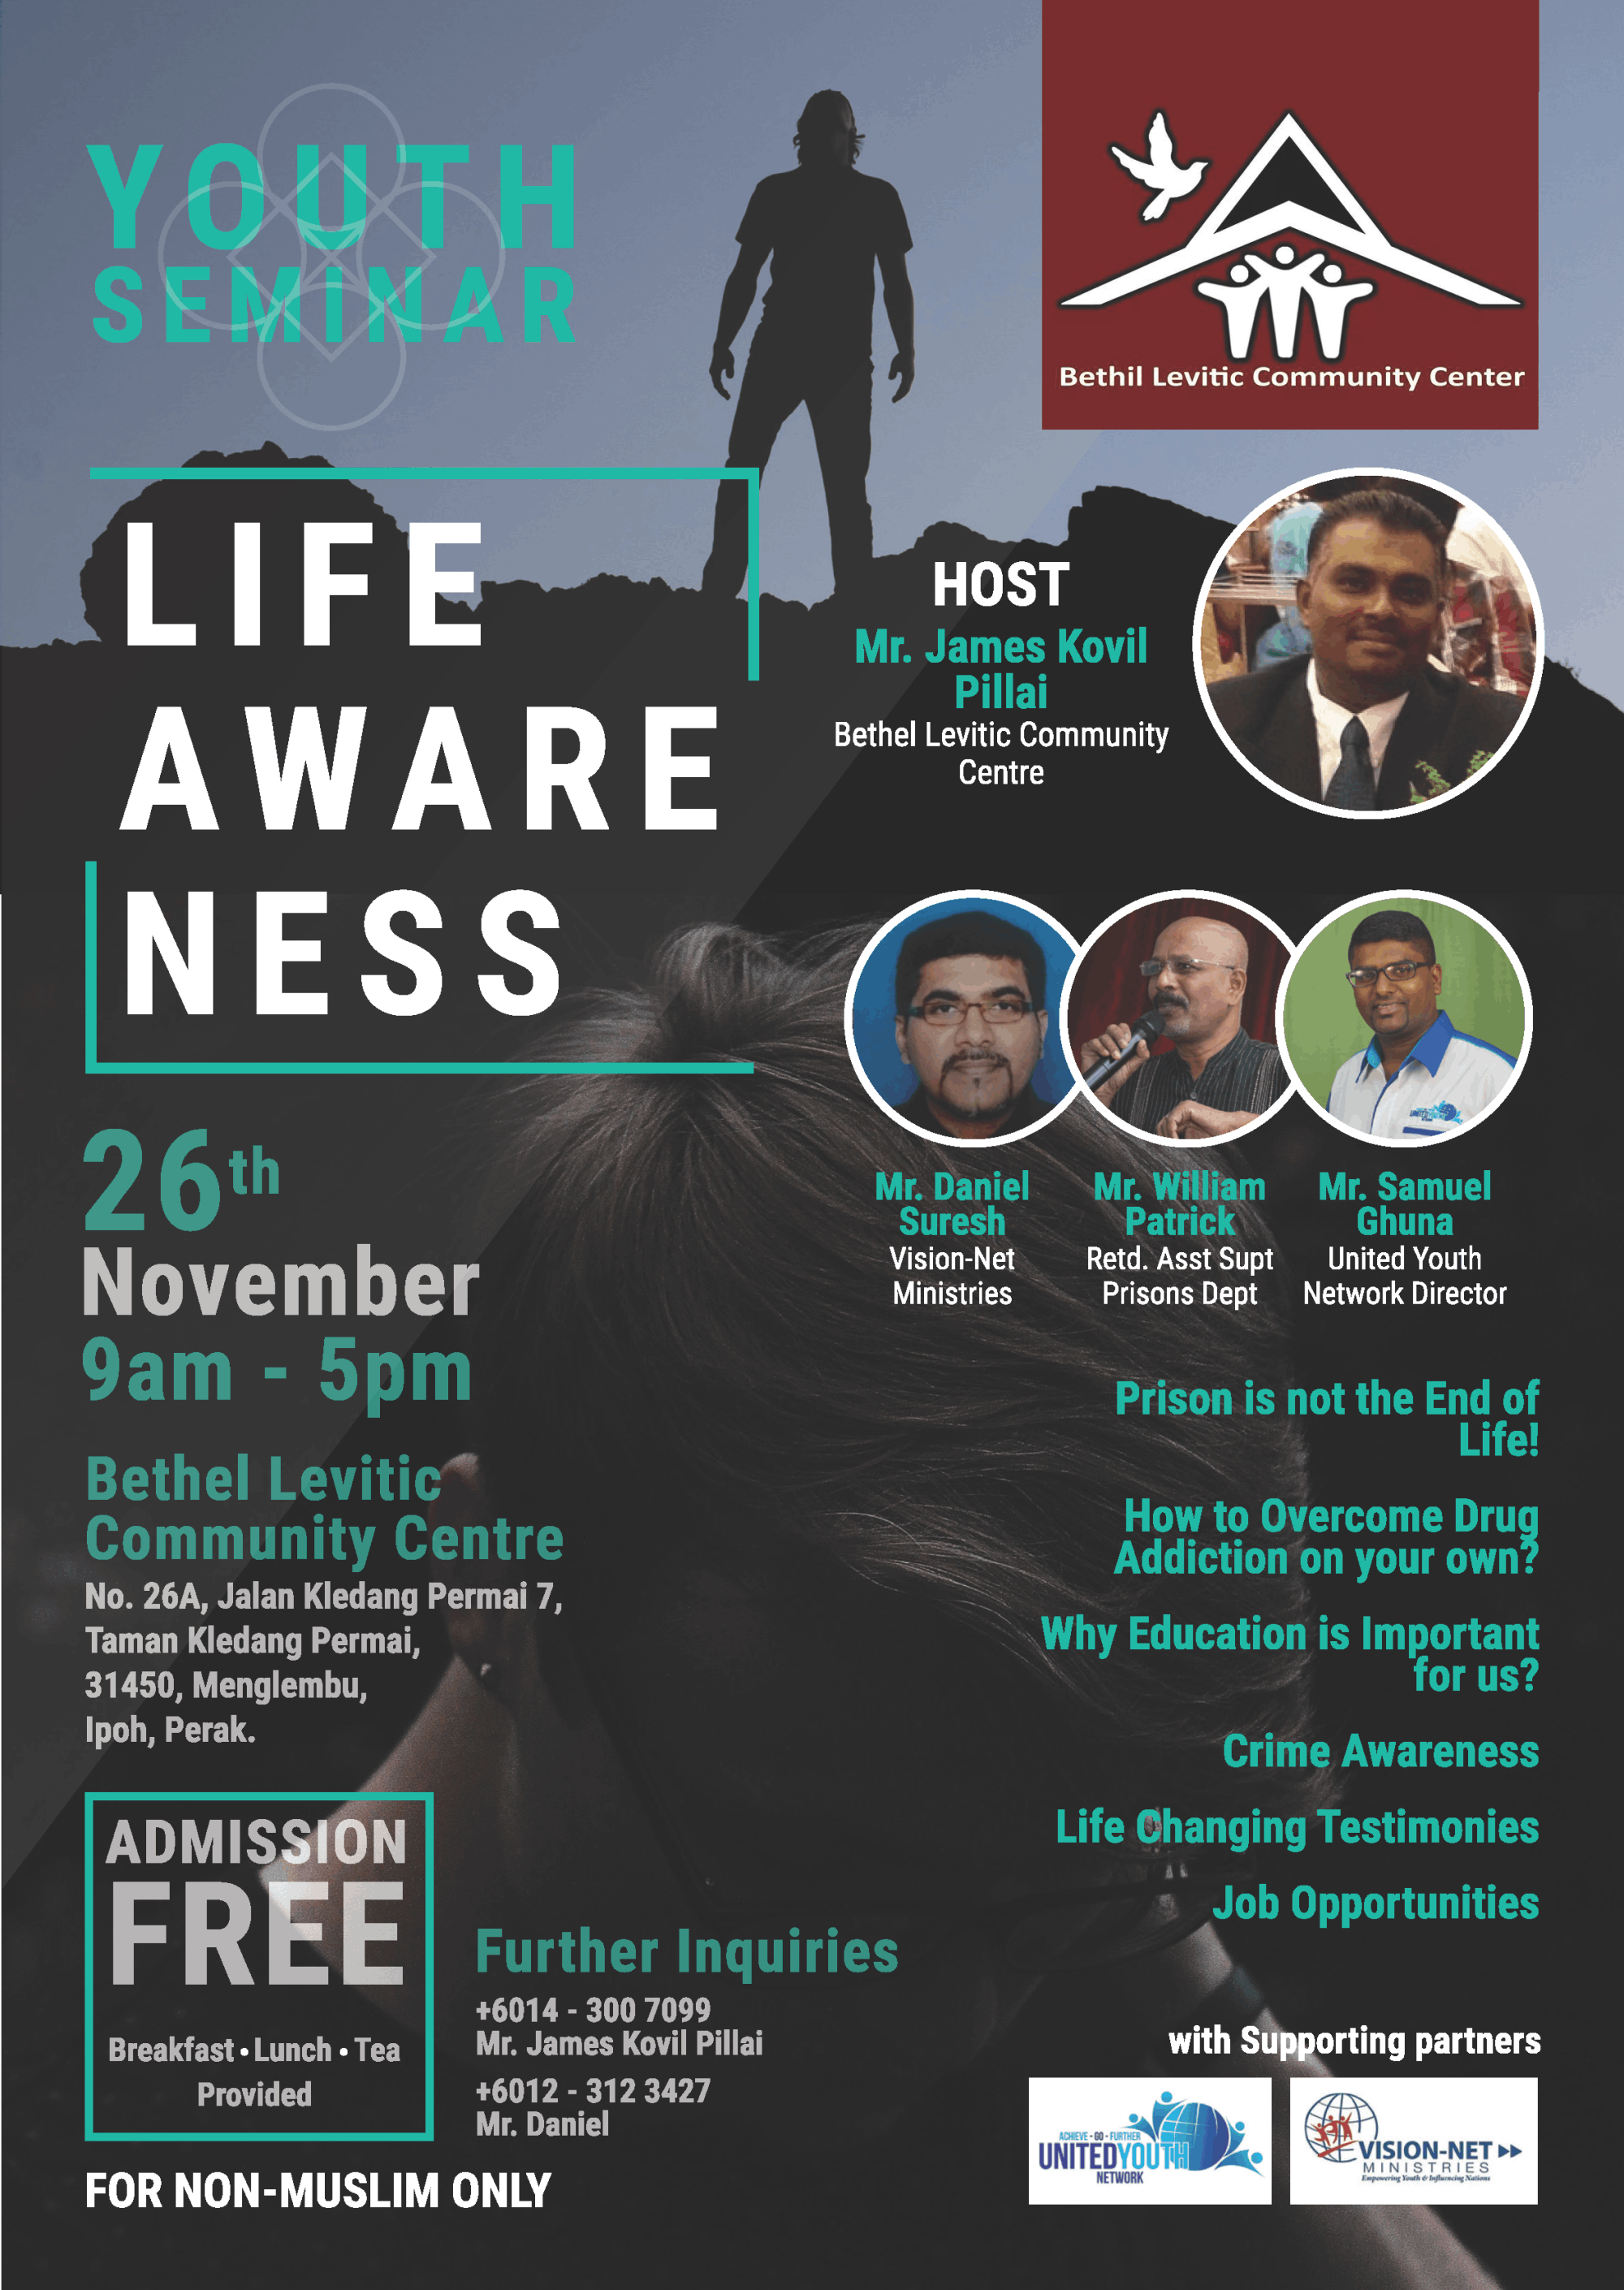 YOUTH
SEMINAR
Bethil Levitic Community Center
LIFE
AWARE
NESS
HOST
Mr. James Kovil
Pillai
Bethel Levitic Community
Centre
26th
November
9am - 5pm
Bethel Levitic
Community Centre
No. 26A, Jalan Kledang Permai 7,
Taman Kledang Permai,
31450, Menglembu,
Ipoh, Perak.
Mr. Daniel
Suresh
Vision-Net
Ministries
Mr. William
Patrick
Retd. Asst Supt
Prisons Dept
Mr. Samuel
Ghuna
United Youth
Network Director
Prison is not the End of
Life!
How to Overcome Drug
Addiction on your own?
Why Education is Important
for us?
Crime Awareness
Life Changing Testimonies
Job Opportunities
ADMISSION
FREE
Breakfast • Lunch • Tea
Provided
Further Inquiries
+6014 - 300 7099
Mr. James Kovil Pillai
+6012 - 312 3427
Mr. Daniel
FOR NON-MUSLIM ONLY
with Supporting partners
ACHIEVE - GO - FURTHER
UNITEDYOUTH
NETWORK
VISION-NET
MINISTRIES
Empowering Youth & Influencing Nations